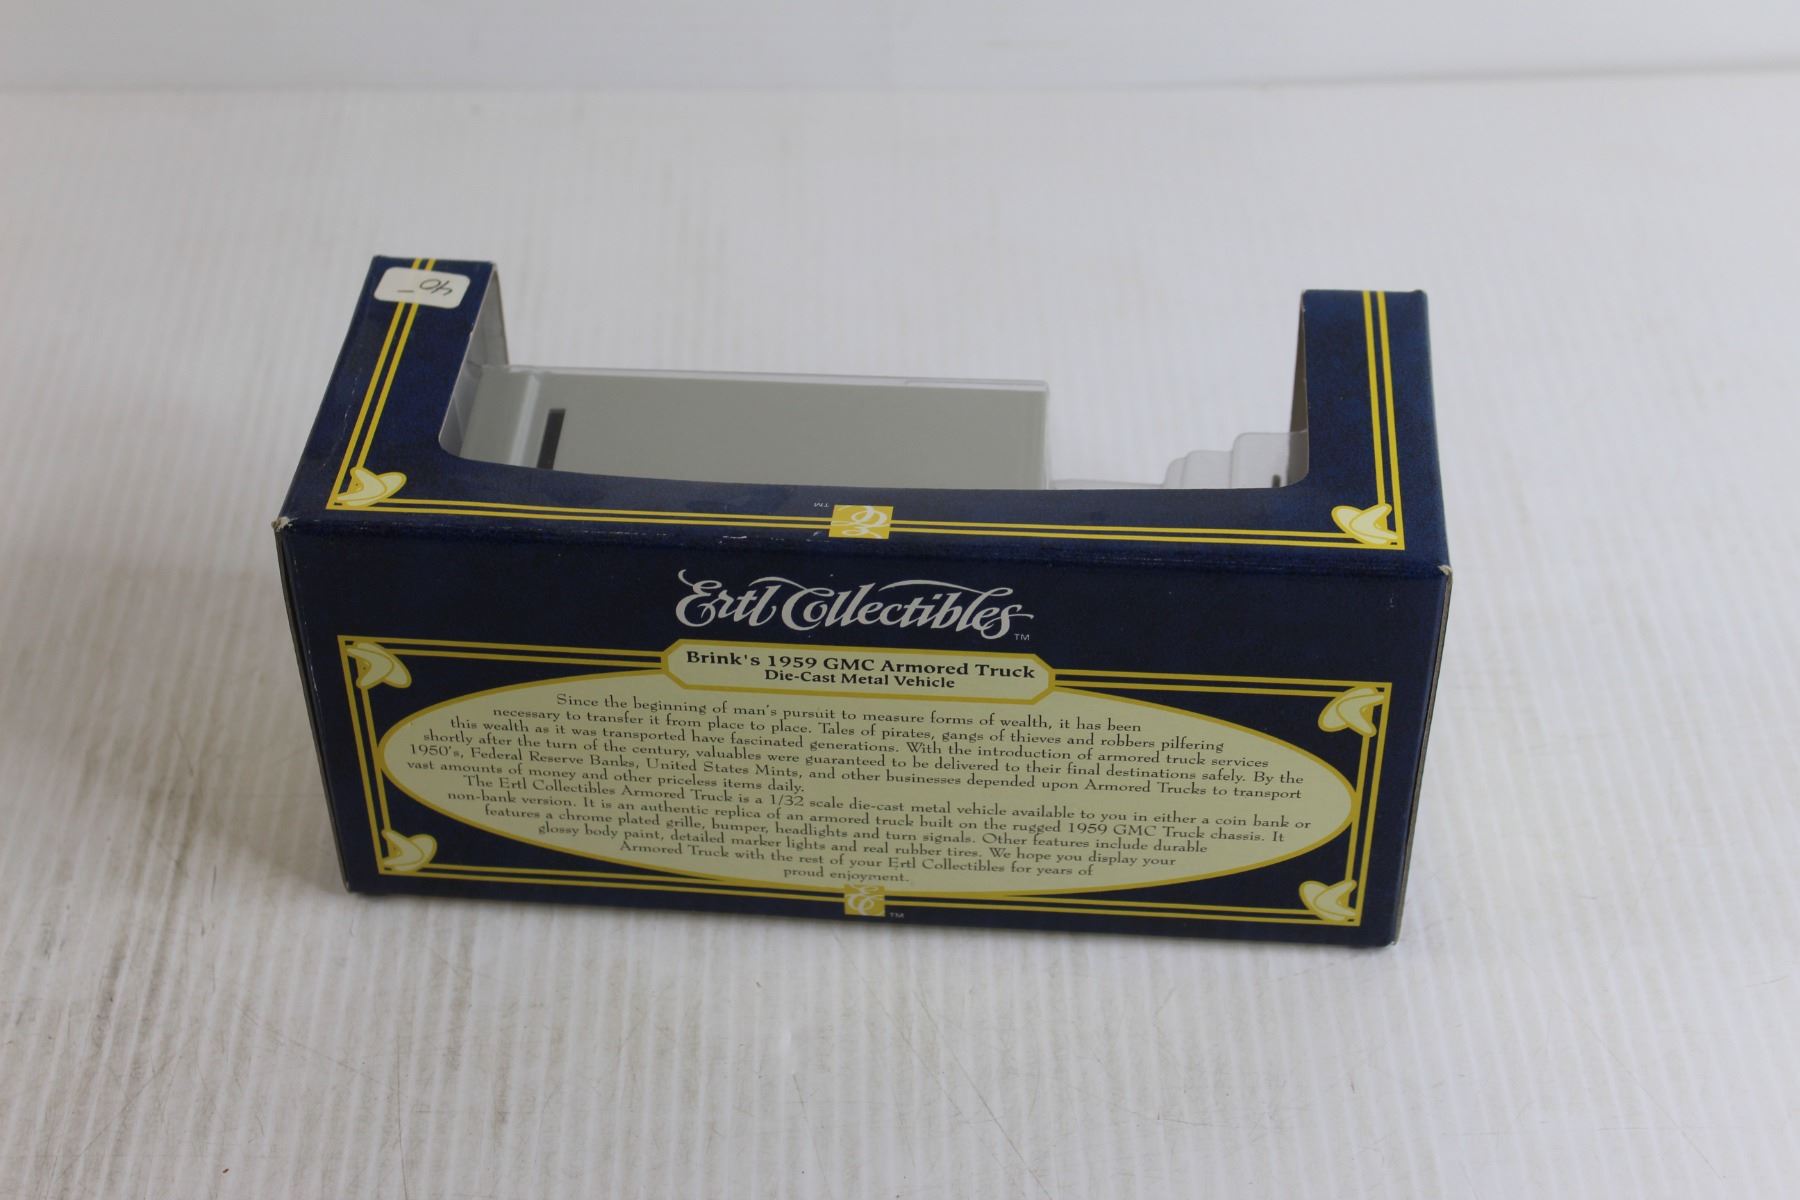 40-
TM
Ertl Collectibles TM
Brink's 1959 GMC Armored Truck
Die-Cast Metal Vehicle
Since the beginning of man's pursuit to measure forms of wealth, it has been
necessary to transfer it from place to place. Tales of pirates, gangs of thieves and robbers pilfering
this wealth as it was transported have fascinated generations. With the introduction of armored truck services
shortly after the turn of the century, valuables were guaranteed to be delivered to their final destinations safely. By the
1950's, Federal Reserve Banks, United States Mints, and other businesses depended upon Armored Trucks to transport
vast amounts of money and other priceless items daily.
The Ertl Collectibles Armored Truck is a 1/32 scale die-cast metal vehicle available to you in either a coin bank or
non-bank version. It is an authentic replica of an armored truck built on the rugged 1959 GMC Truck chassis. It
features a chrome plated grille, bumper, headlights and turn signals. Other features include durable
glossy body paint, detailed marker lights and real rubber tires. We hope you display your
Armored Truck with the rest of your Ertl Collectibles for years of
proud enjoyment.
EC TM